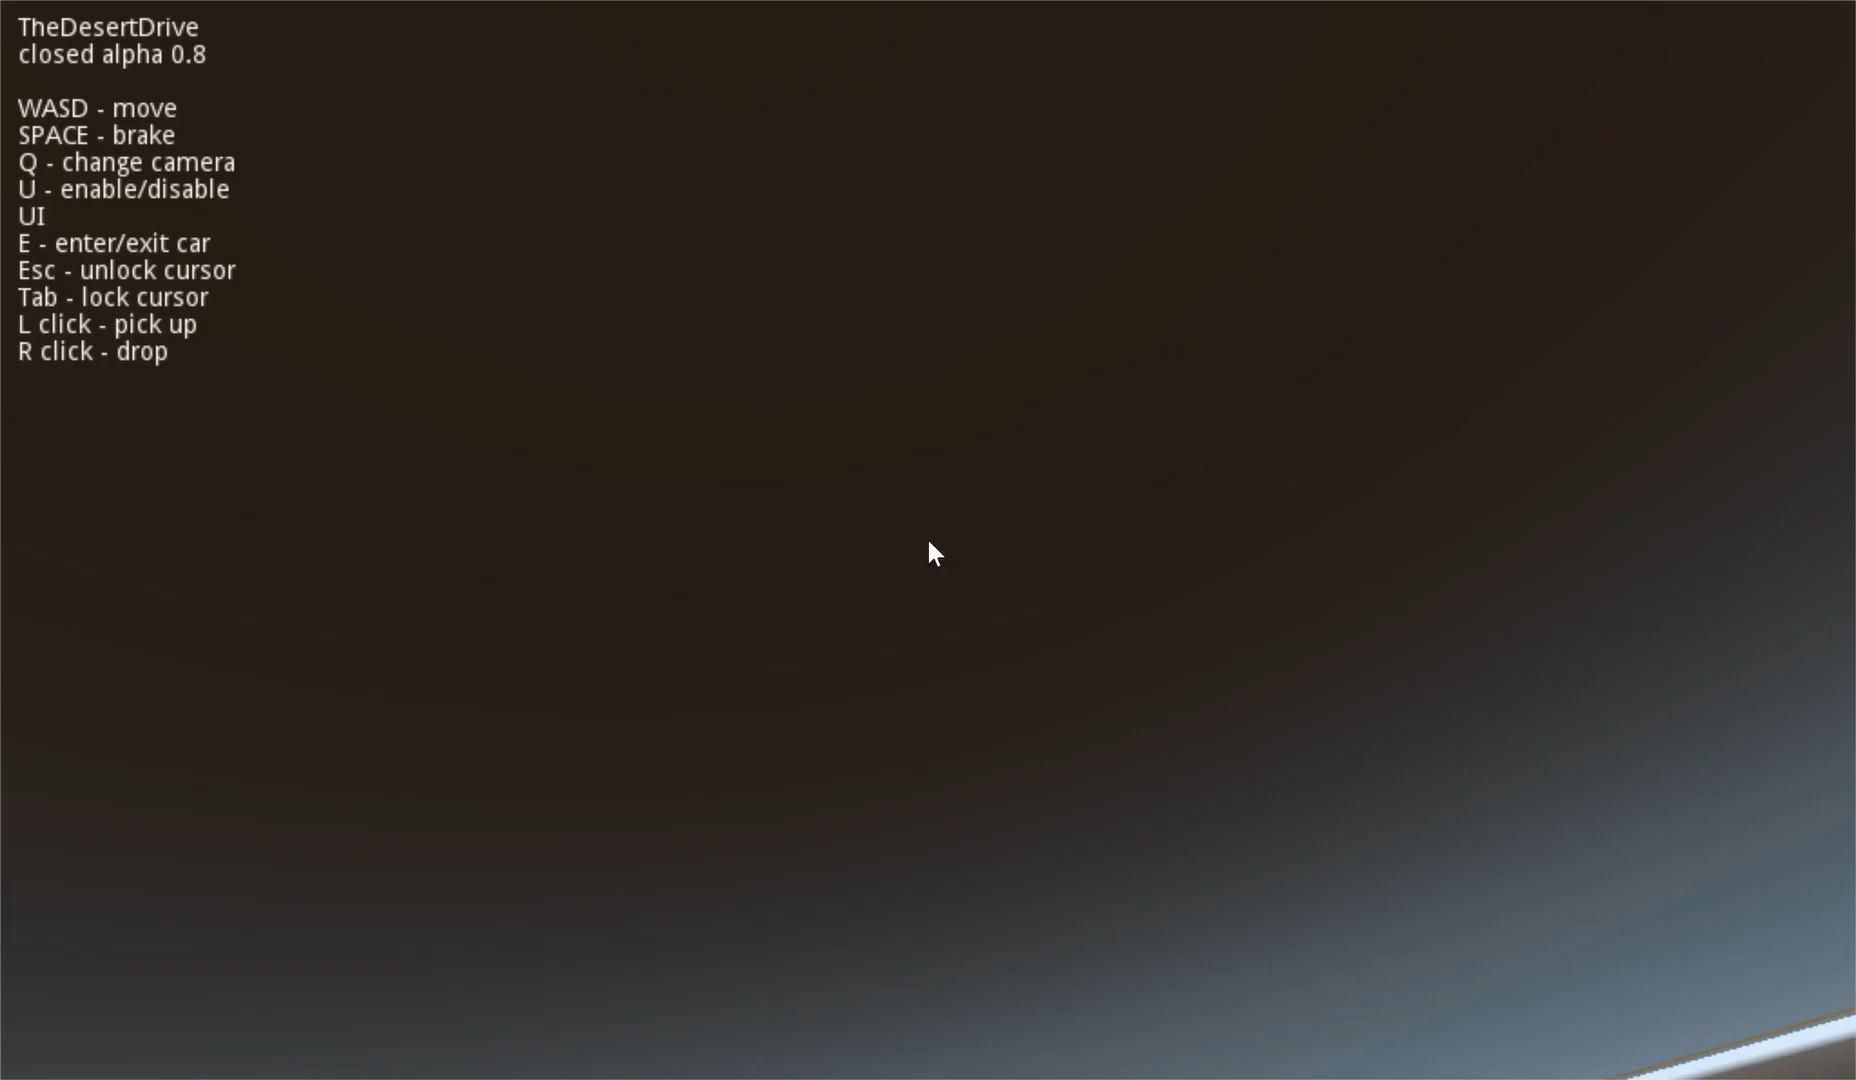 TheDesertDrive
closed alpha 0.8
WASD - move
SPACE - brake
Q - change camera
U - enable/disable
UI
E - enter/exit car
Esc - unlock cursor
Tab - lock cursor
L click - pick up
R click - drop